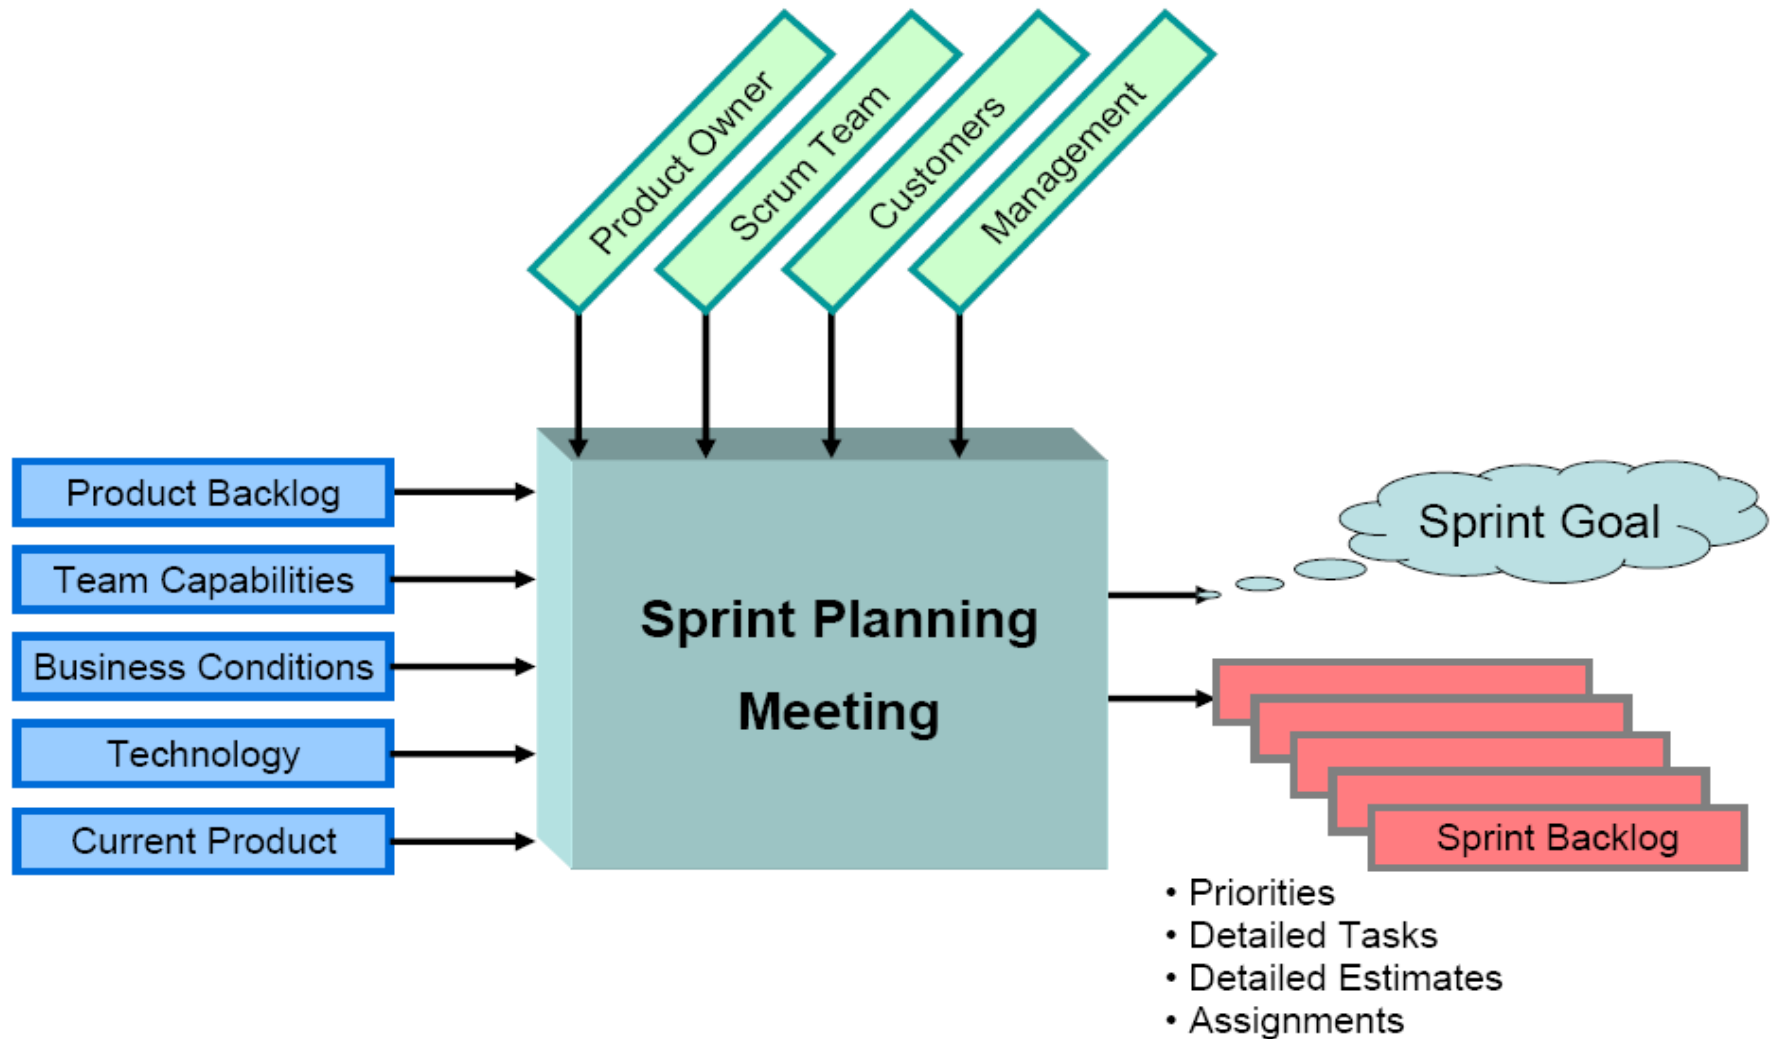 Product Owner
Scrum Team
Customers
Management
Product Backlog
Team Capabilities
Business Conditions
Technology
Current Product
Sprint Planning
Meeting
Sprint Goal
Sprint Backlog
• Priorities
• Detailed Tasks
• Detailed Estimates
• Assignments